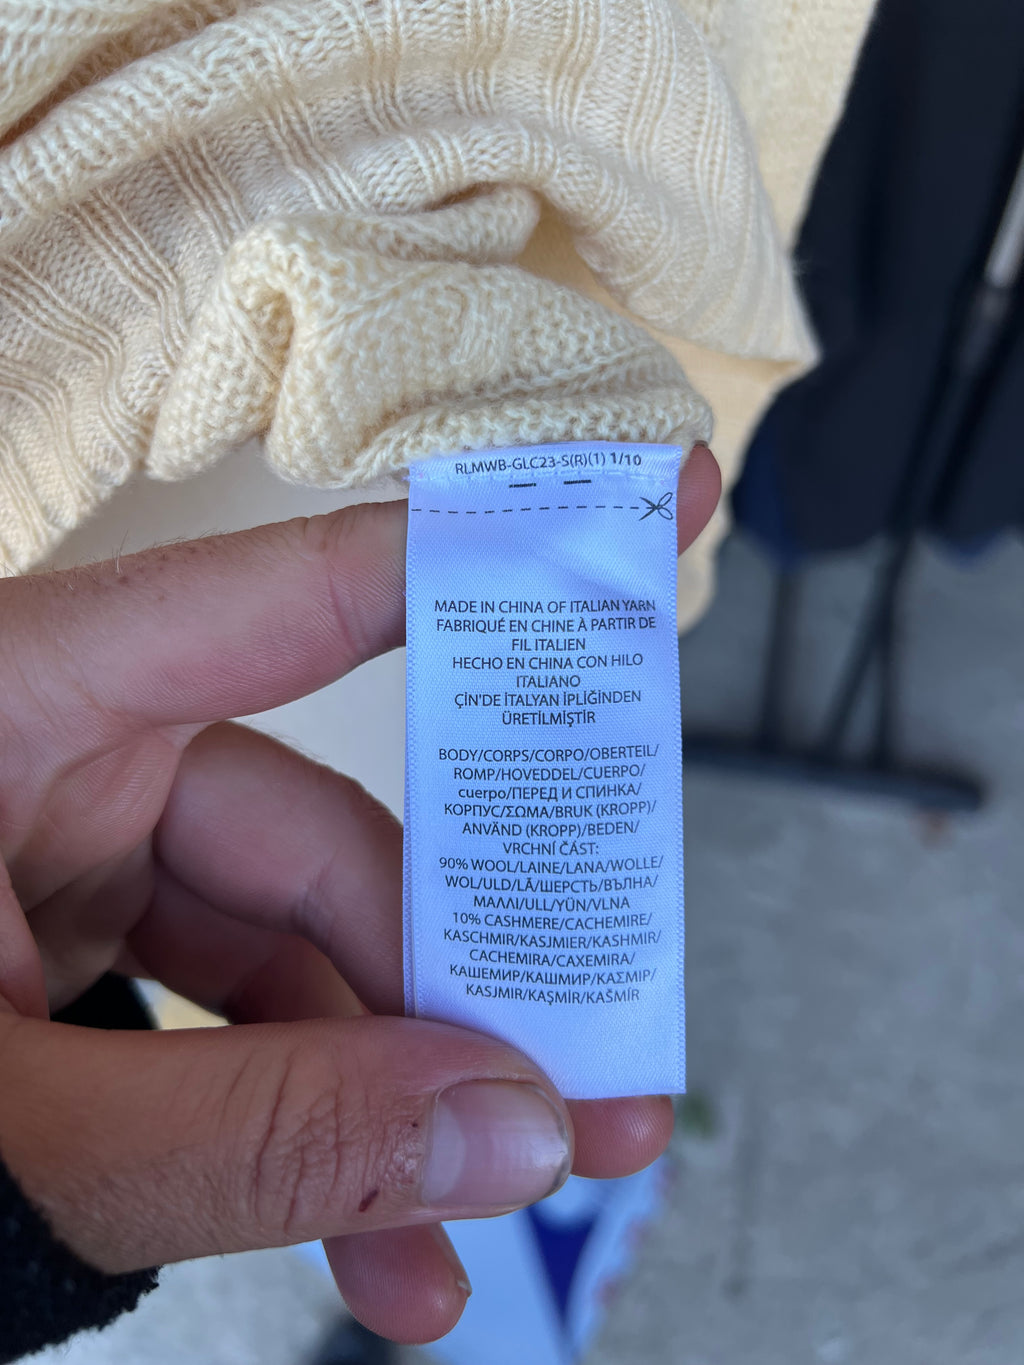 RLMWB-GLC23-S(R)(1) 1/10
MADE IN CHINA OF ITALIAN YARN
FABRIQUÉ EN CHINE À PARTIR DE
FIL ITALIEN
HECHO EN CHINA CON HILO
ITALIANO
ÇİN'DE İTALYAN İPLİĞİNDEN
ÜRETİLMİŞTİR
BODY/CORPS/CORPO/OBERTEIL/
ROMP/HOVEDDEL/CUERPO/
cuerpo/ПЕРЕД И СПИНКА/
КОРПУС/ΣΩΜΑ/BRUK (KROPP)/
ANVÄND (KROPP)/BEDEN/
VRCHNÍ ČÁST:
90% WOOL/LAINE/LANA/WOLLE/
WOL/ULD/LÃ/ШЕРСТЬ/ВЪЛНА/
ΜΑΛΛΙ/ULL/YÜN/VLNA
10% CASHMERE/CACHEMIRE/
KASCHMIR/KASJMIER/KASHMIR/
CACHEMIRA/CAXEMIRA/
КАШЕМИР/КАШМИР/ΚΑΣΜΙΡ/
KASJMIR/KAŞMİR/KAŠMÍR